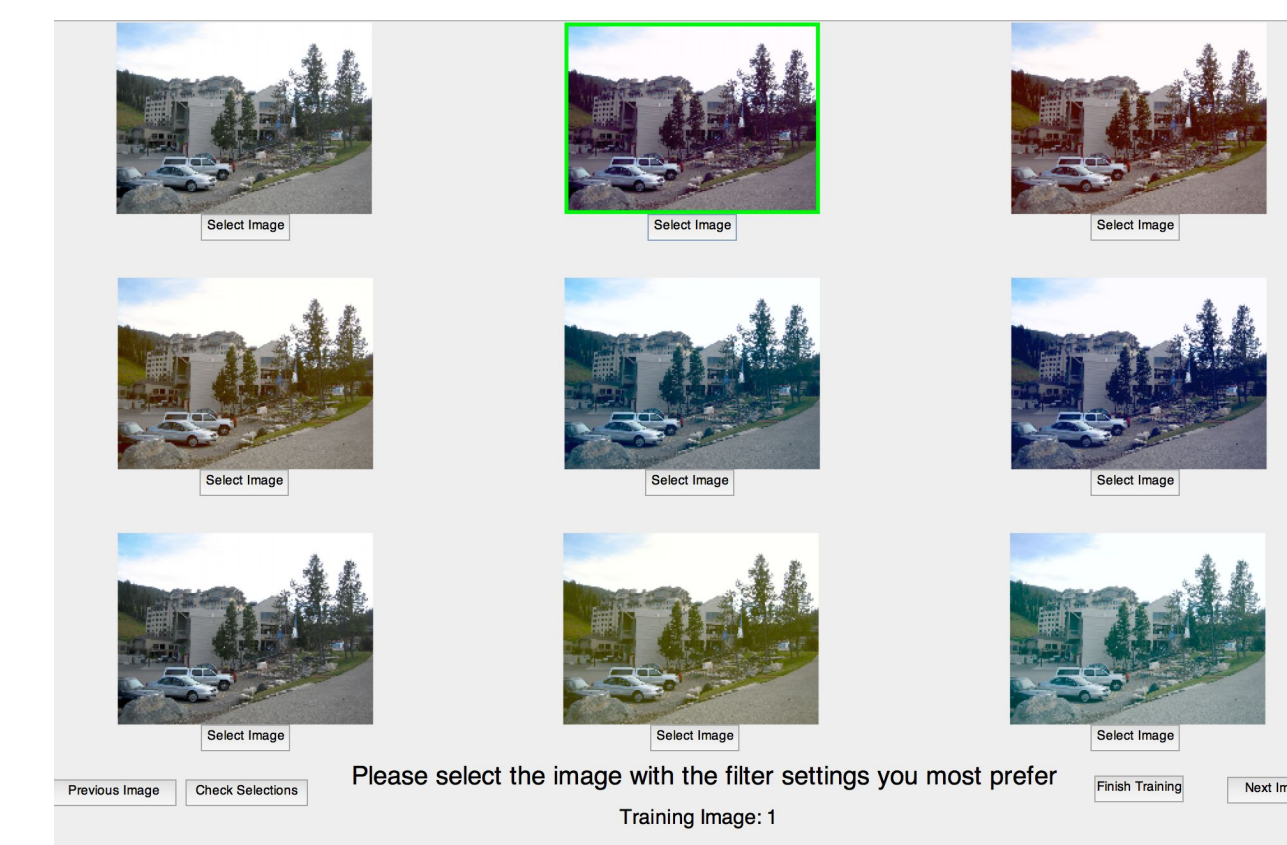 Select Image
Select Image
Select Image
Select Image
Select Image
Select Image
Select Image
Select Image
Select Image
Please select the image with the filter settings you most prefer
Previous Image
Check Selections
Finish Training
Next Im
Training Image: 1